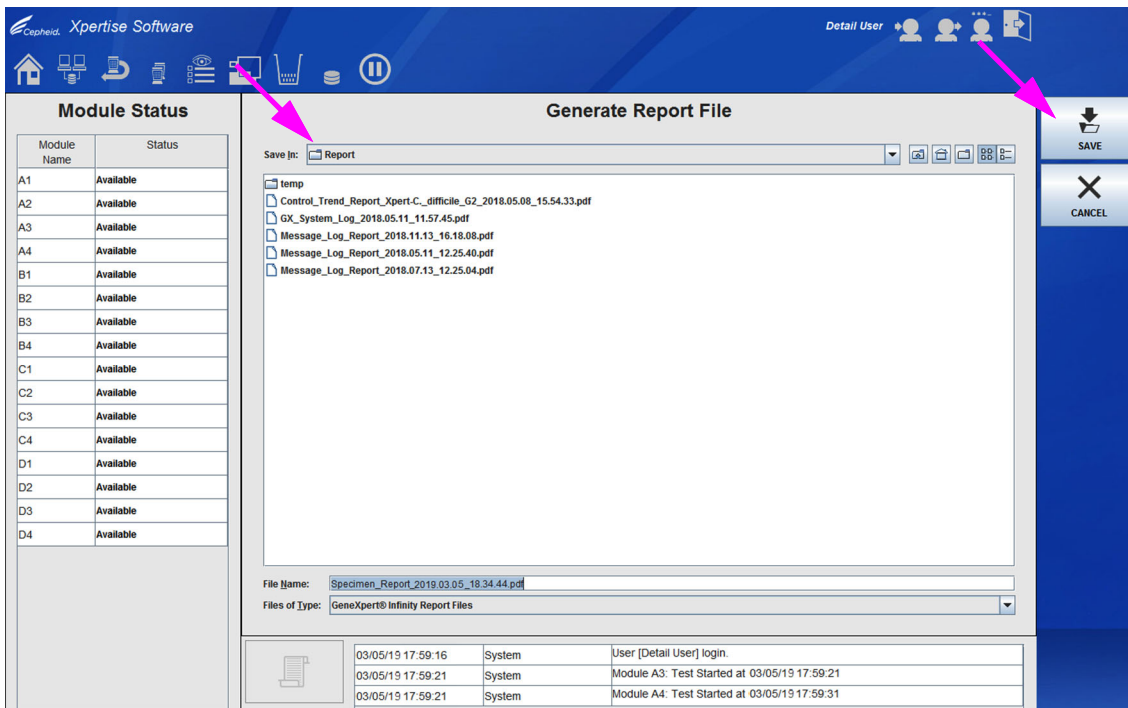 Cepheid. Xpertise Software
Detail User
Module Status
Module Name Status
A1 Available
A2 Available
A3 Available
A4 Available
B1 Available
B2 Available
B3 Available
B4 Available
C1 Available
C2 Available
C3 Available
C4 Available
D1 Available
D2 Available
D3 Available
D4 Available
Generate Report File
Save In: Report
temp
Control_Trend_Report_Xpert-C._difficile_G2_2018.05.08_15.54.33.pdf
GX_System_Log_2018.05.11_11.57.45.pdf
Message_Log_Report_2018.11.13_16.18.08.pdf
Message_Log_Report_2018.05.11_12.25.40.pdf
Message_Log_Report_2018.07.13_12.25.04.pdf
File Name: Specimen_Report_2019.03.05_18.34.44.pdf
Files of Type: GeneXpert® Infinity Report Files
SAVE
CANCEL
03/05/19 17:59:16 System User [Detail User] login.
03/05/19 17:59:21 System Module A3: Test Started at 03/05/19 17:59:21
03/05/19 17:59:21 System Module A4: Test Started at 03/05/19 17:59:31